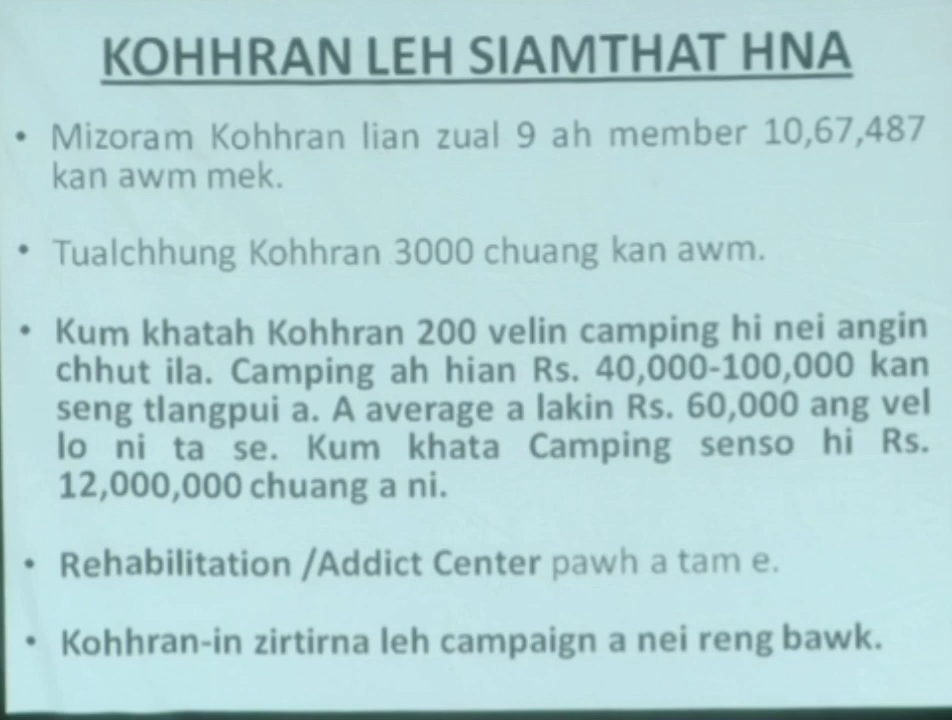 KOHHRAN LEH SIAMTHAT HNA
• Mizoram Kohhran lian zual 9 ah member 10,67,487
kan awm mek.
• Tualchhung Kohhran 3000 chuang kan awm.
• Kum khatah Kohhran 200 velin camping hi nei angin
chhut ila. Camping ah hian Rs. 40,000-100,000 kan
seng tlangpui a. A average a lakin Rs. 60,000 ang vel
lo ni ta se. Kum khata Camping senso hi Rs.
12,000,000 chuang a ni.
• Rehabilitation /Addict Center pawh a tam e.
• Kohhran-in zirtirna leh campaign a nei reng bawk.